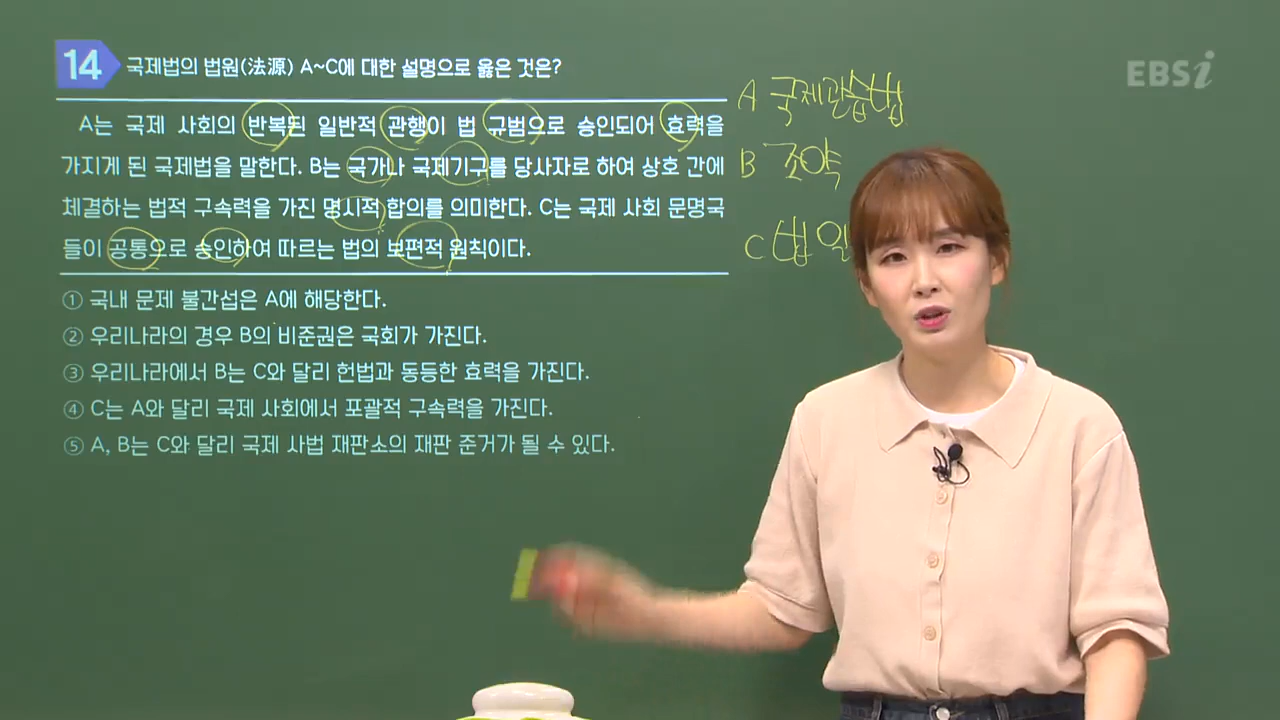 14 국제법의 법원(法源) A~C에 대한 설명으로 옳은 것은?
EBSi
A는 국제 사회의 반복된 일반적 관행이 법 규범으로 승인되어 효력을
가지게 된 국제법을 말한다. B는 국가나 국제기구를 당사자로 하여 상호 간에
체결하는 법적 구속력을 가진 명시적 합의를 의미한다. C는 국제 사회 문명국
들이 공통으로 승인하여 따르는 법의 보편적 원칙이다.
A 국제관습법
B 조약
C 법 일
① 국내 문제 불간섭은 A에 해당한다.
② 우리나라의 경우 B의 비준권은 국회가 가진다.
③ 우리나라에서 B는 C와 달리 헌법과 동등한 효력을 가진다.
④ C는 A와 달리 국제 사회에서 포괄적 구속력을 가진다.
⑤ A, B는 C와 달리 국제 사법 재판소의 재판 준거가 될 수 있다.